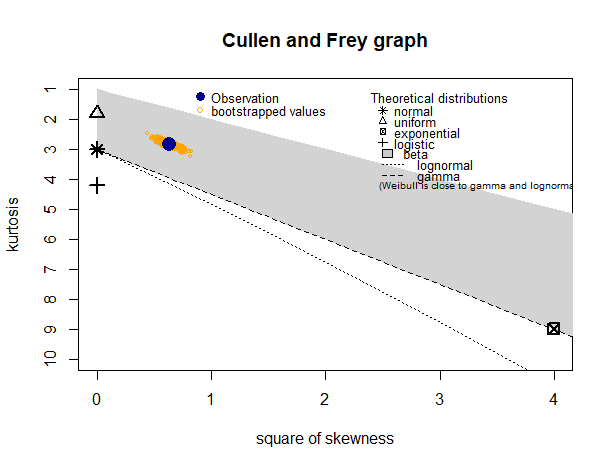 Cullen and Frey graph
Observation
bootstrapped values
Theoretical distributions
normal
uniform
exponential
logistic
beta
lognormal
gamma
(Weibull is close to gamma and lognorma
kurtosis
1
2
3
4
5
6
7
8
9
10
0 1 2 3 4
square of skewness